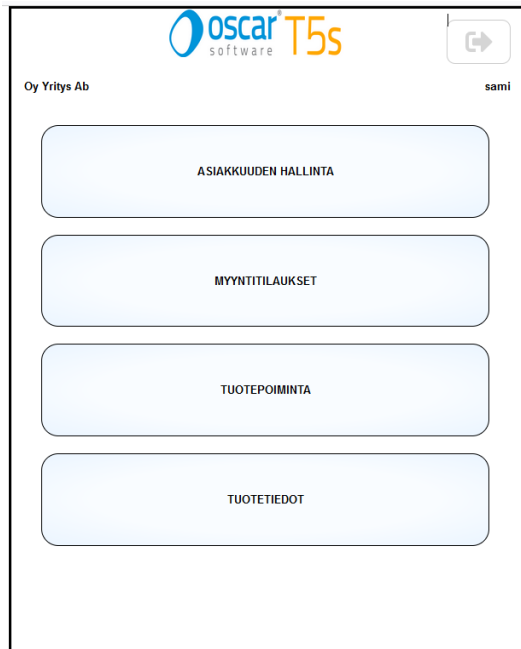 oscar T5s
software
Oy Yritys Ab sami
ASIAKKUUDEN HALLINTA
MYYNTITILAUKSET
TUOTEPOIMINTA
TUOTETIEDOT